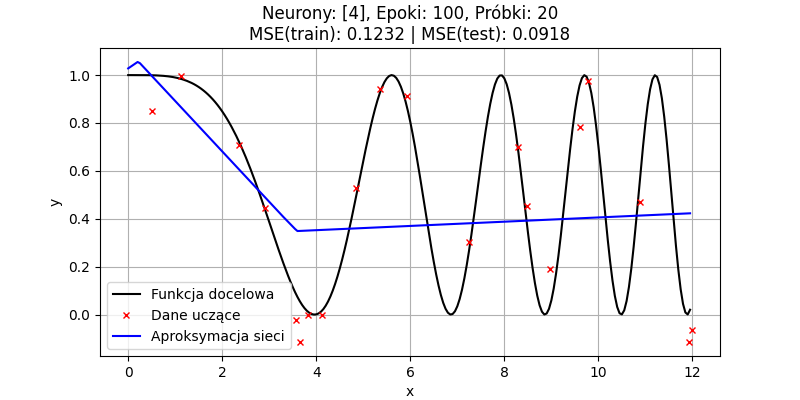 Neurony: [4], Epoki: 100, Próbki: 20
MSE(train): 0.1232 | MSE(test): 0.0918
y
1.0
0.8
0.6
0.4
0.2
0.0
Funkcja docelowa
Dane uczące
Aproksymacja sieci
0 2 4 6 8 10 12
x